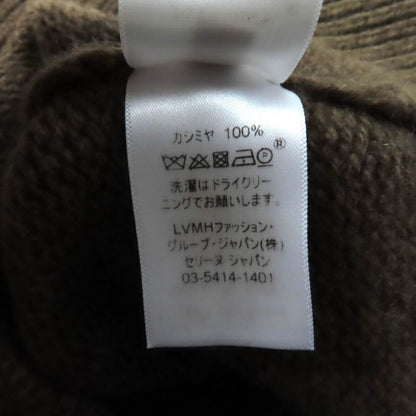 カシミヤ 100%
®
洗濯はドライクリー
ニングでお願いします。
LVMHファッション・
グループ・ジャパン(株)
セリーヌ ジャパン
03-5414-1401